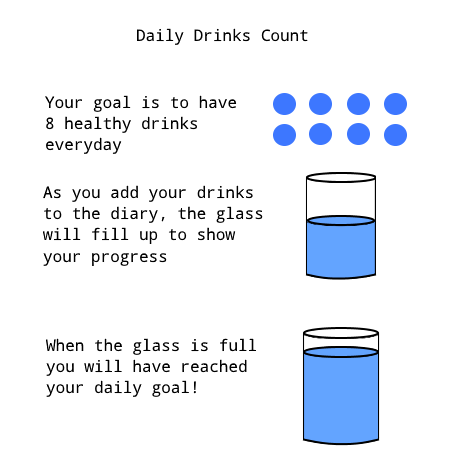 Daily Drinks Count
Your goal is to have
8 healthy drinks
everyday
As you add your drinks
to the diary, the glass
will fill up to show
your progress
When the glass is full
you will have reached
your daily goal!